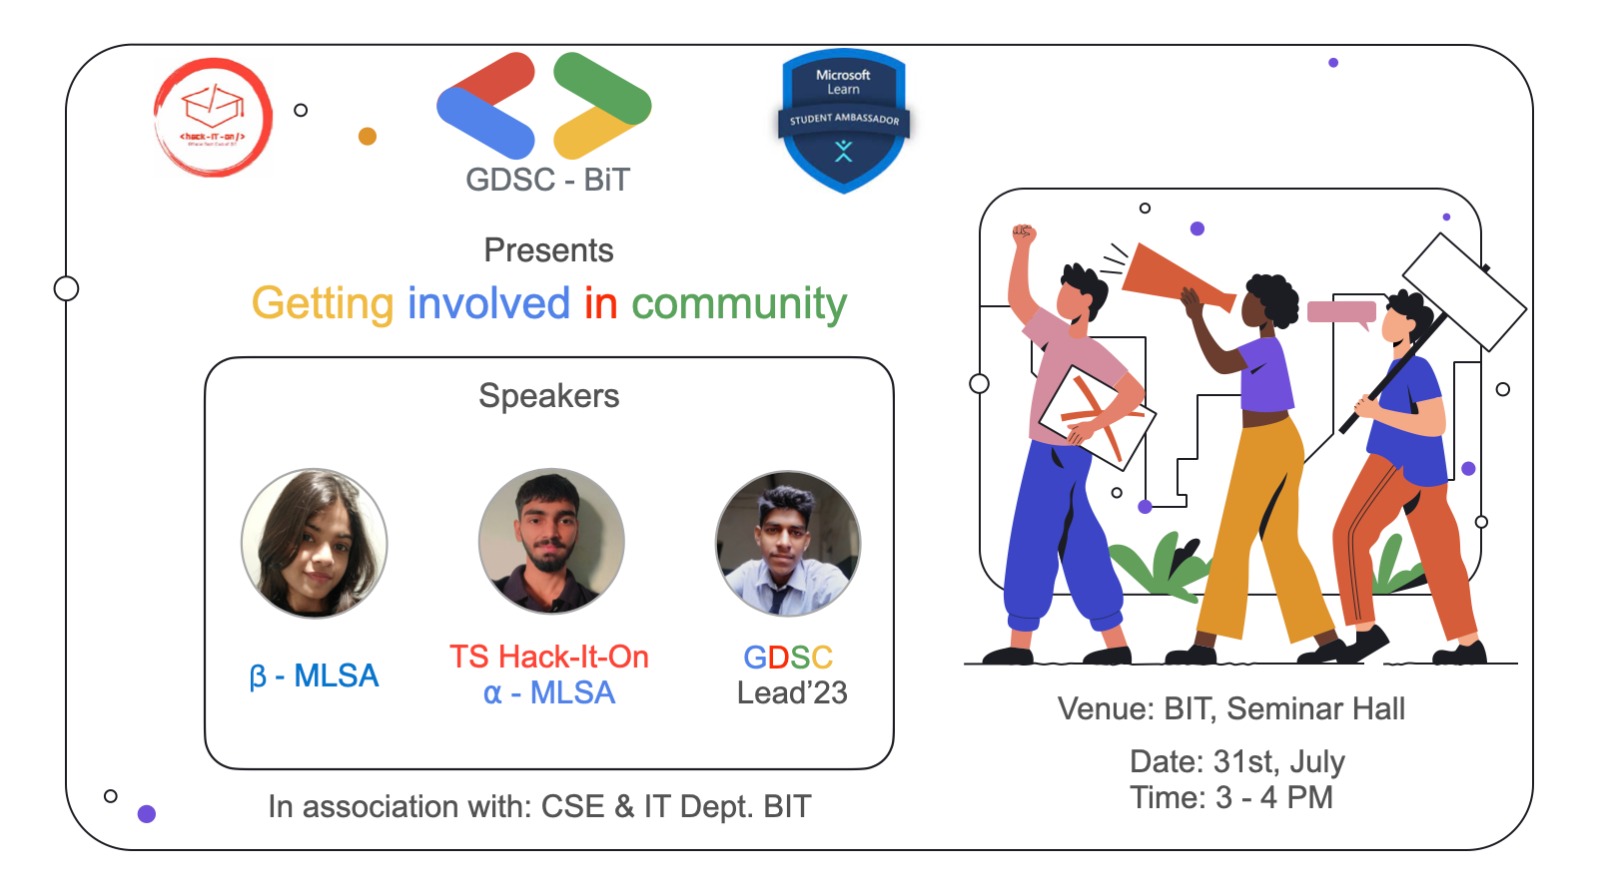 <hack-IT-on/>
Microsoft
Learn
STUDENT AMBASSADOR
GDSC - BiT
Presents
Getting involved in community
Speakers
β - MLSA
TS Hack-It-On
α - MLSA
GDSC
Lead’23
In association with: CSE & IT Dept. BIT
Venue: BIT, Seminar Hall
Date: 31st, July
Time: 3 - 4 PM